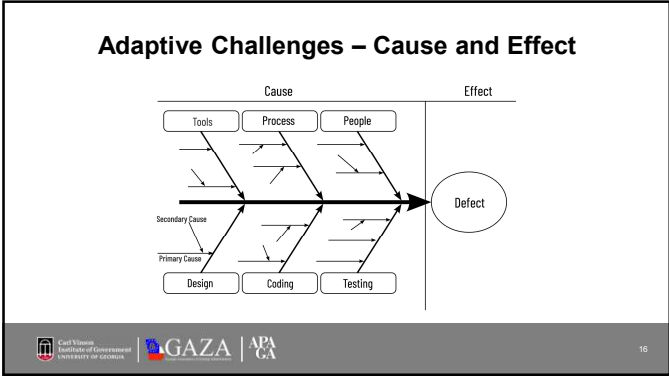 Adaptive Challenges – Cause and Effect
Cause
Effect
Tools
Process
People
Defect
Secondary Cause
Primary Cause
Design
Coding
Testing
Carl Vinson
Institute of Government
UNIVERSITY OF GEORGIA
GAZA
APA
GA
16